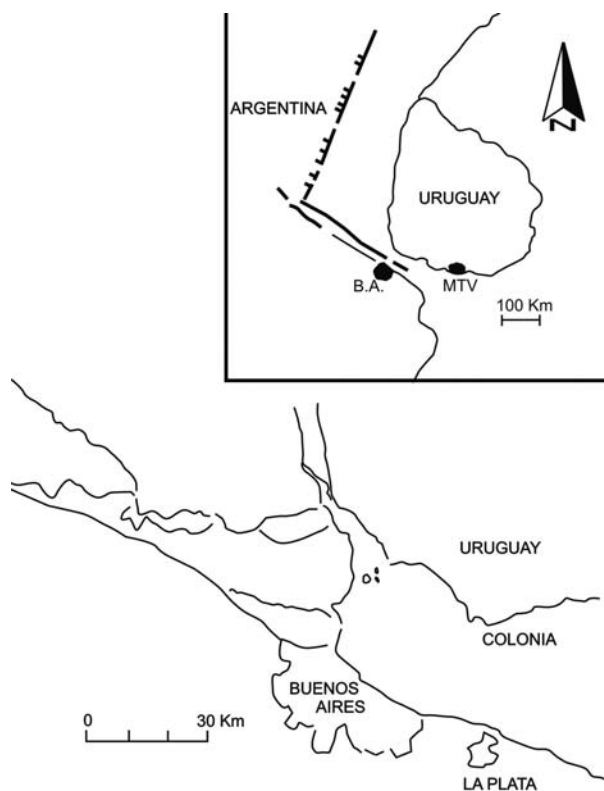 ARGENTINA
N
URUGUAY
B.A.
MTV
100 Km
URUGUAY
COLONIA
BUENOS
AIRES
0 30 Km
LA PLATA